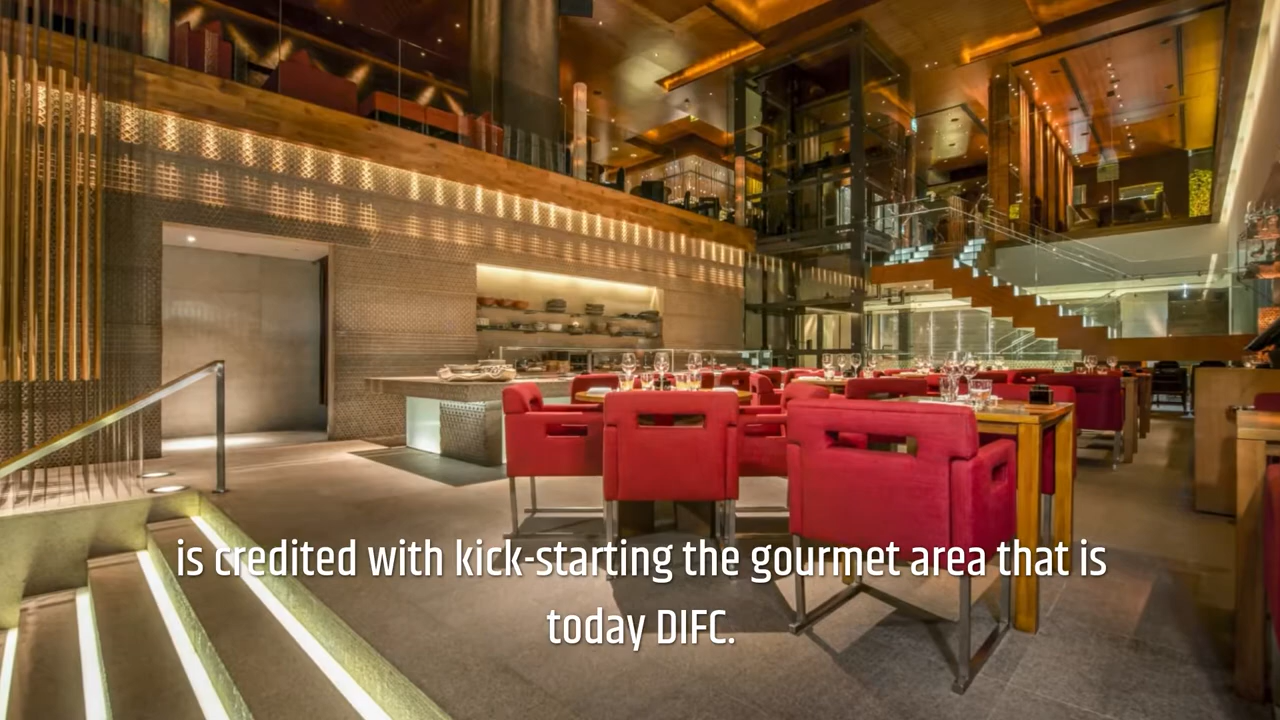 is credited with kick-starting the gourmet area that is
today DIFC.